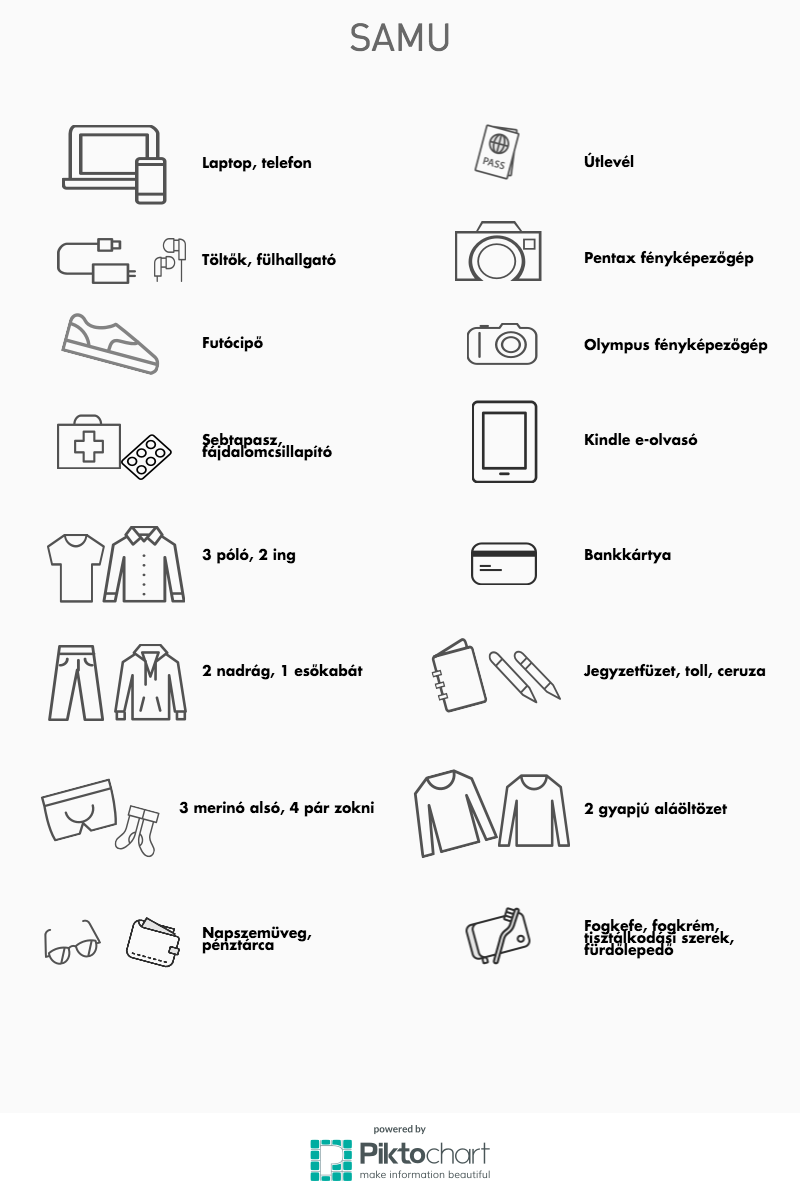 SAMU
Laptop, telefon
Útlevél
PASS
Töltők, fülhallgató
Pentax fényképezőgép
Futócipő
Olympus fényképezőgép
Sebtapasz,
fájdalomcsillapító
Kindle e-olvasó
3 póló, 2 ing
Bankkártya
2 nadrág, 1 esőkabát
Jegyzetfüzet, toll, ceruza
3 merinó alsó, 4 pár zokni
2 gyapjú aláöltözet
Napszemüveg,
pénztárca
Fogkefe, fogkrém,
tisztálkodási szerek,
fürdőlepedő
powered by
Piktochart
make information beautiful